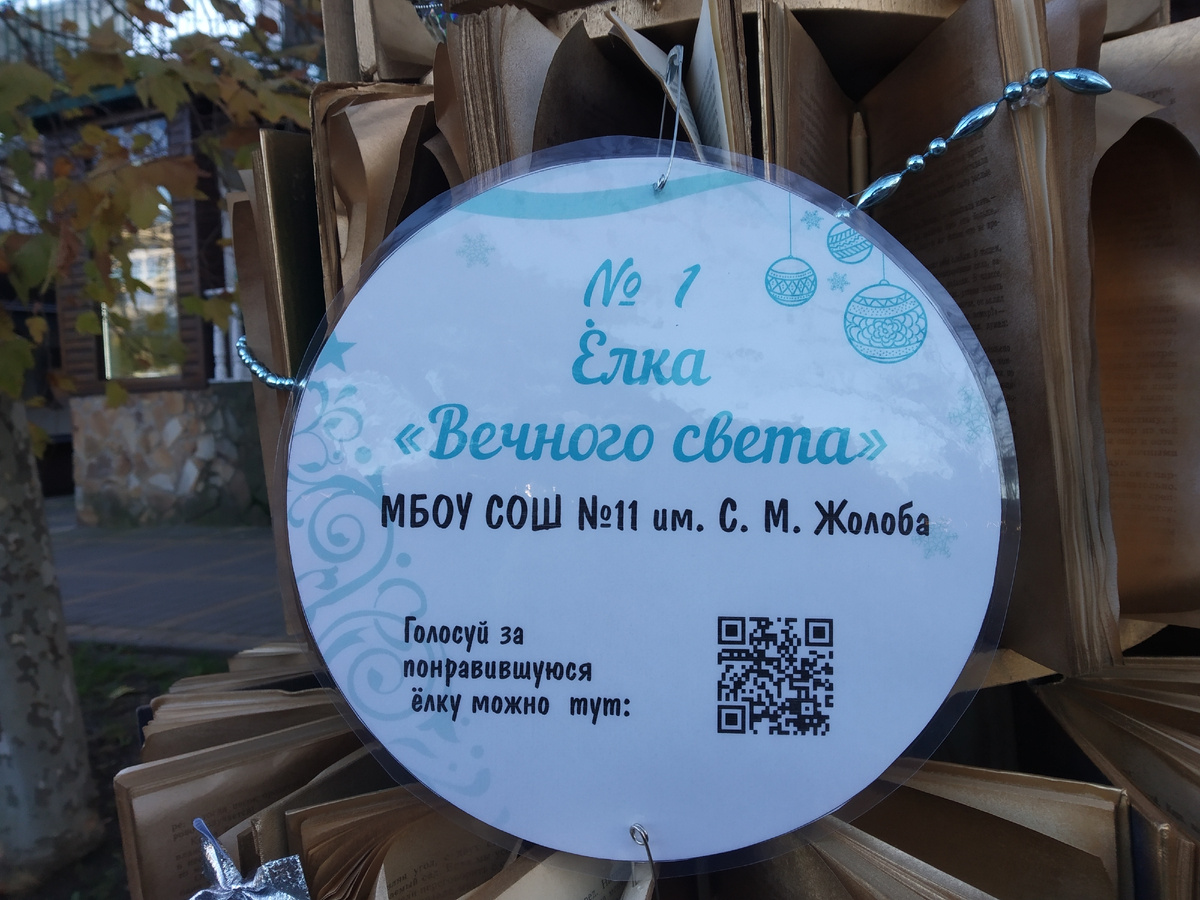 № 1
Ёлка
«Вечного света»
МБОУ СОШ №11 им. С. М. Жолоба
Голосуй за
понравившуюся
ёлку можно тут: